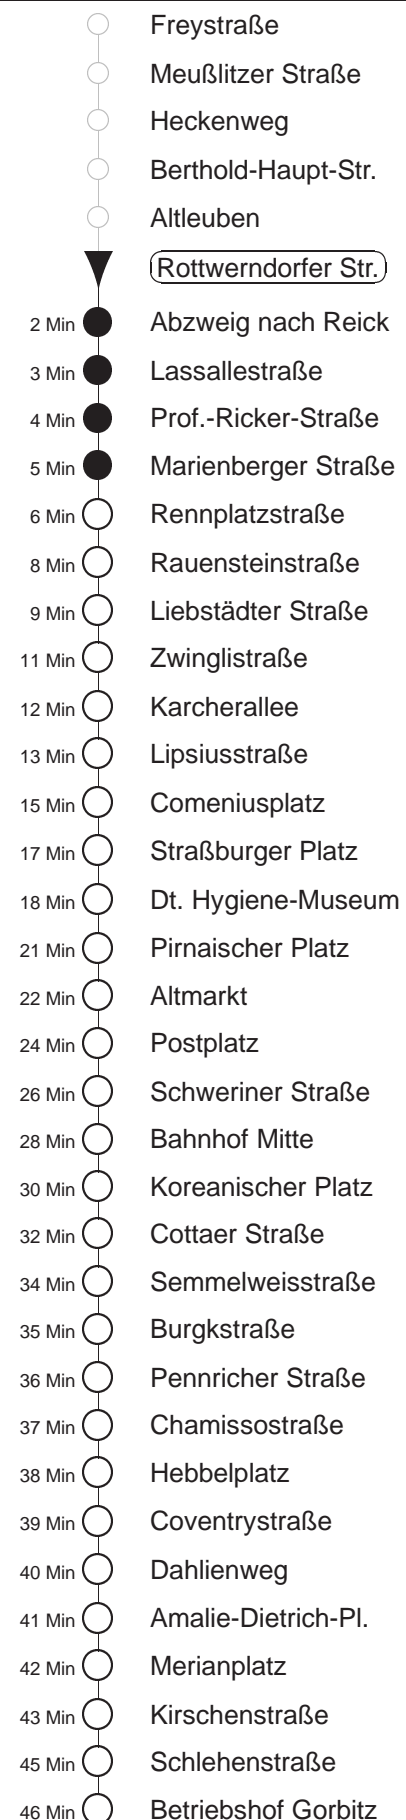 Freystraße
Meußlitzer Straße
Heckenweg
Berthold-Haupt-Str.
Altleuben
Rottwerndorfer Str.
2 Min Abzweig nach Reick
3 Min Lassallestraße
4 Min Prof.-Ricker-Straße
5 Min Marienberger Straße
6 Min Rennplatzstraße
8 Min Rauensteinstraße
9 Min Liebstädter Straße
11 Min Zwinglistraße
12 Min Karcherallee
13 Min Lipsiusstraße
15 Min Comeniusplatz
17 Min Straßburger Platz
18 Min Dt. Hygiene-Museum
21 Min Pirnaischer Platz
22 Min Altmarkt
24 Min Postplatz
26 Min Schweriner Straße
28 Min Bahnhof Mitte
30 Min Koreanischer Platz
32 Min Cottaer Straße
34 Min Semmelweisstraße
35 Min Burgkstraße
36 Min Pennricher Straße
37 Min Chamissostraße
38 Min Hebbelplatz
39 Min Coventrystraße
40 Min Dahlienweg
41 Min Amalie-Dietrich-Pl.
42 Min Merianplatz
43 Min Kirschenstraße
45 Min Schlehenstraße
46 Min Betriebshof Gorbitz